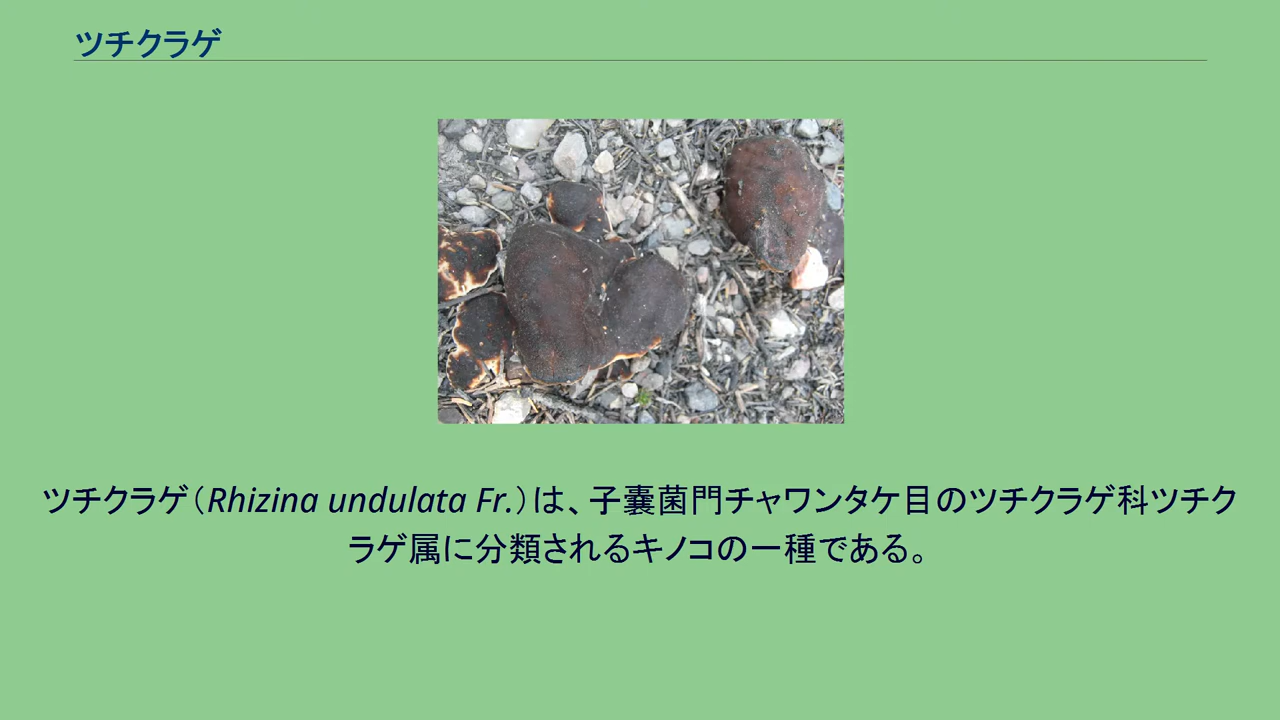 ツチクラゲ
ツチクラゲ（Rhizina undulata Fr.）は、子嚢菌門チャワンタケ目のツチクラゲ科ツチク
ラゲ属に分類されるキノコの一種である。